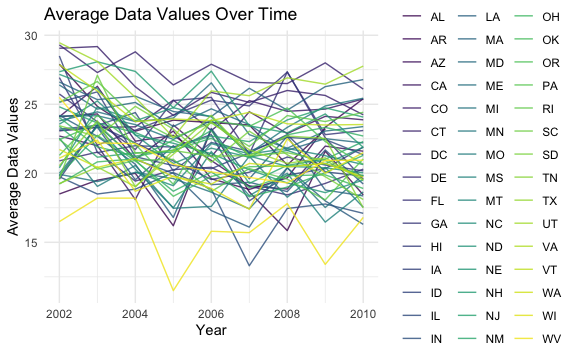 Average Data Values Over Time
30
25
20
15
Average Data Values
2002
2004
2006
2008
2010
Year
AL
AR
AZ
CA
CO
CT
DC
DE
FL
GA
HI
IA
ID
IL
IN
LA
MA
MD
ME
MI
MN
MO
MS
MT
NC
ND
NE
NH
NJ
NM
OH
OK
OR
PA
RI
SC
SD
TN
TX
UT
VA
VT
WA
WI
WV